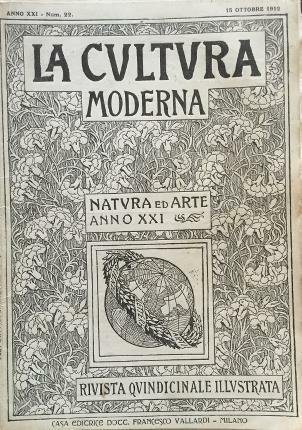 ANNO XXI - Num. 22.
15 OTTOBRE 1912
LA CVLTVRA
MODERNA
NATVRA ED ARTE
ANNO XXI
RIVISTA QVINDICINALE ILLVSTRATA
CASA EDITRICE DOTT. FRANCESCO VALLARDI - MILANO